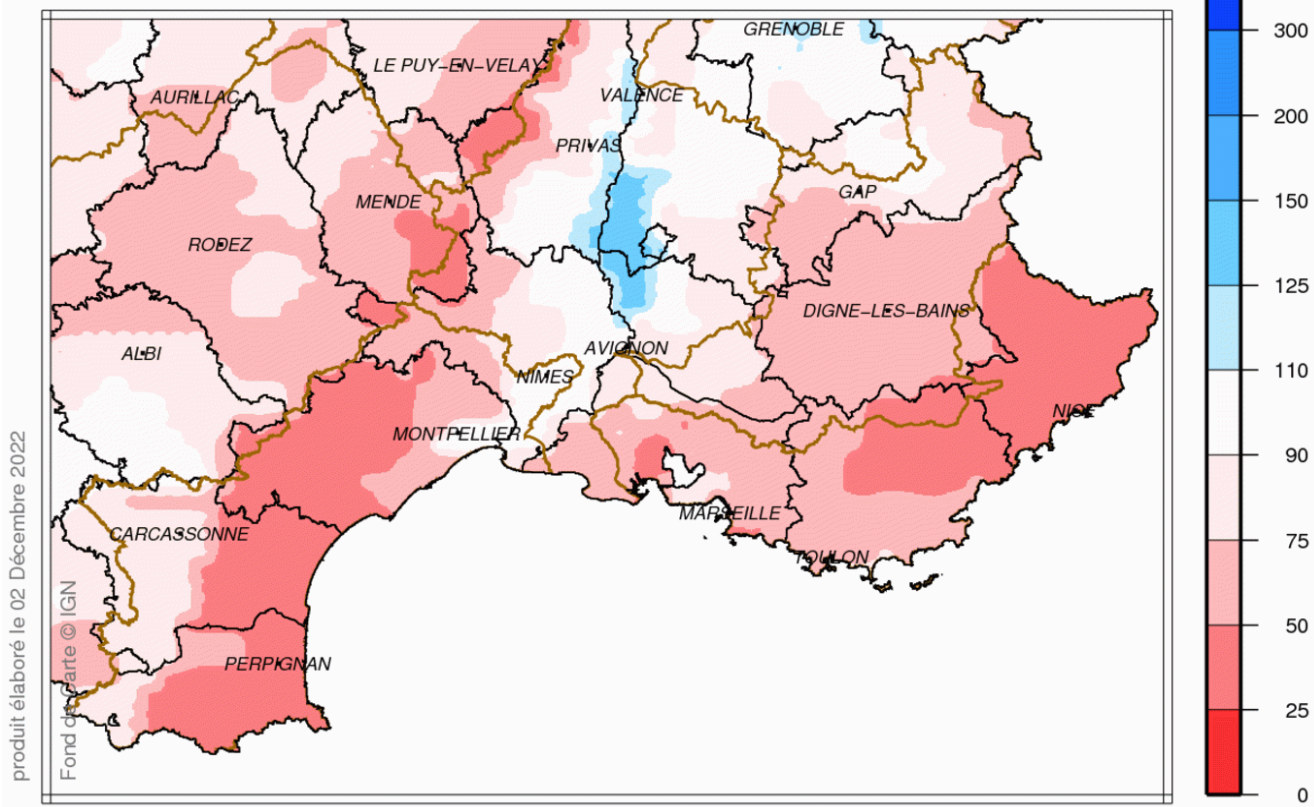 GRENOBLE
LE PUY-EN-VELAY
AURILLAC
VALENCE
PRIVAS
GAP
MENDE
RODEZ
DIGNE-LES-BAINS
AVIGNON
ALBI
NIMES
NICE
MONTPELLIER
MARSEILLE
CARCASSONNE
TOULON
PERPIGNAN
300
200
150
125
110
90
75
50
25
0
produit élaboré le 02 Décembre 2022
Fond de Carte © IGN